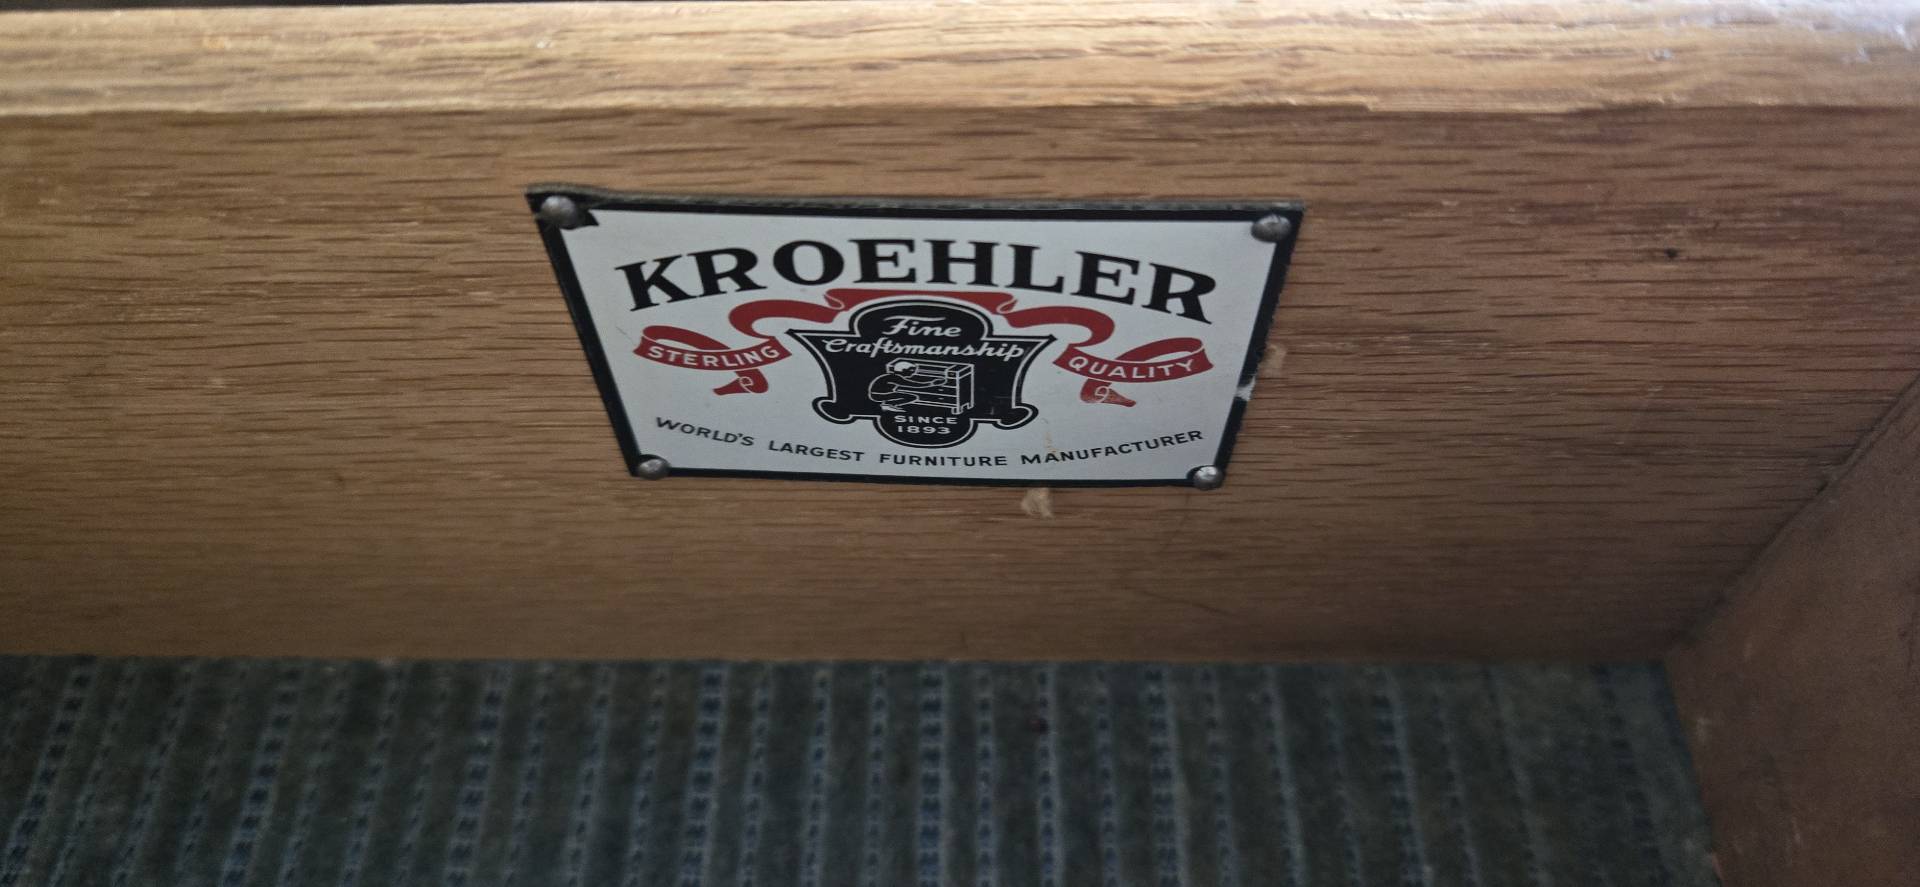 KROEHLER
Fine
Craftsmanship
STERLING
QUALITY
SINCE
1893
WORLD'S LARGEST FURNITURE MANUFACTURER